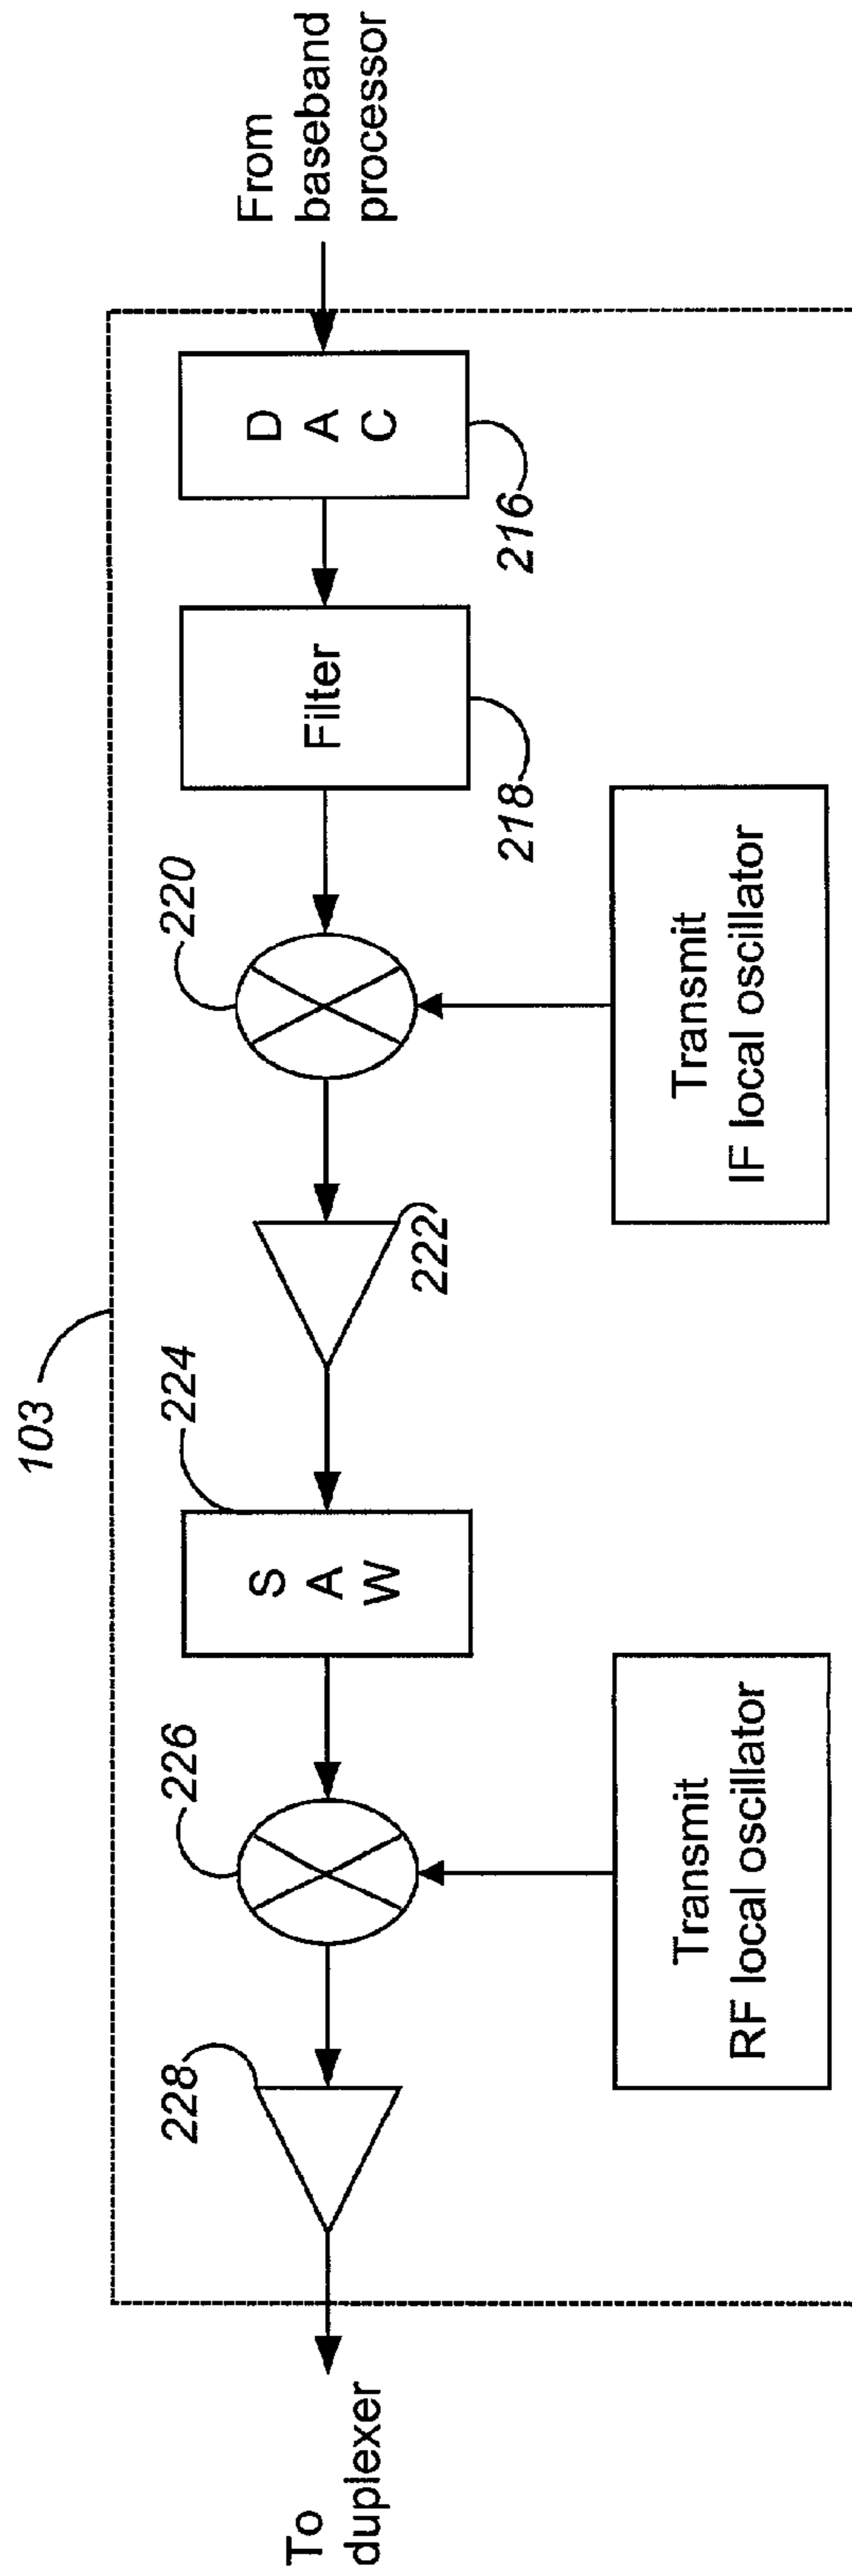 103
To
duplexer
228
226
Transmit
RF local oscillator
224
S
A
W
222
220
Transmit
IF local oscillator
Filter
218
D
A
C
216
From
baseband
processor